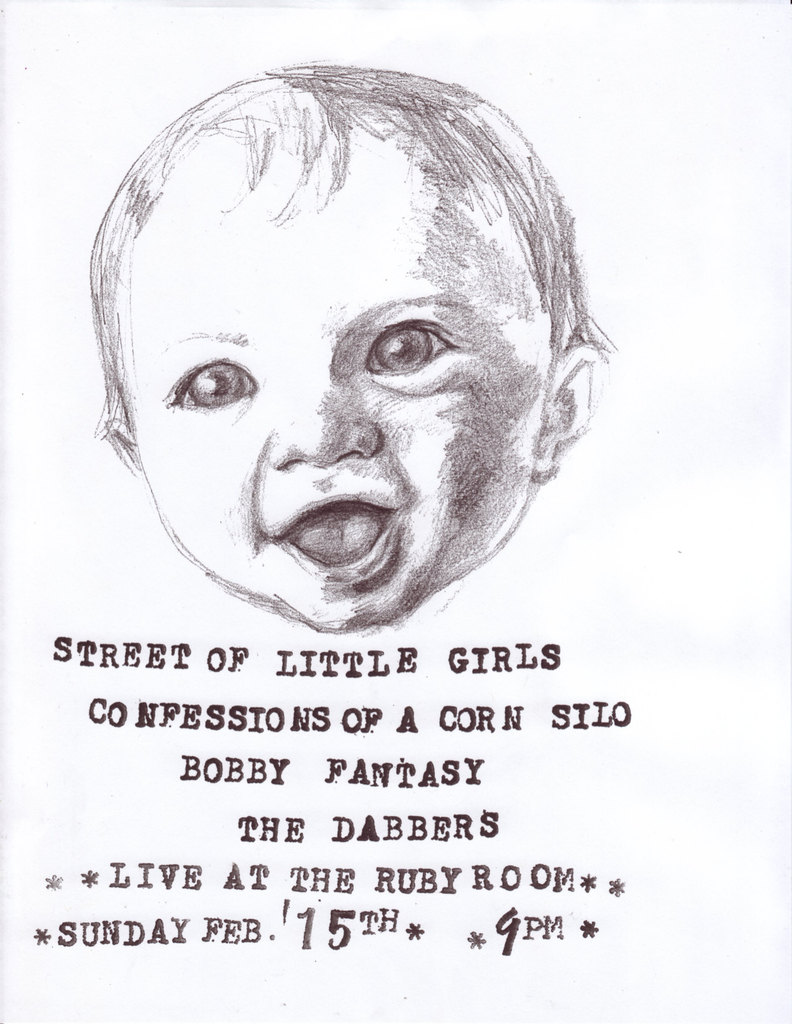 STREET OF LITTLE GIRLS
CONFESSIONS OF A CORN SILO
BOBBY FANTASY
THE DABBERS
**LIVE AT THE RUBY ROOM**
*SUNDAY FEB. '15TH* *9PM*